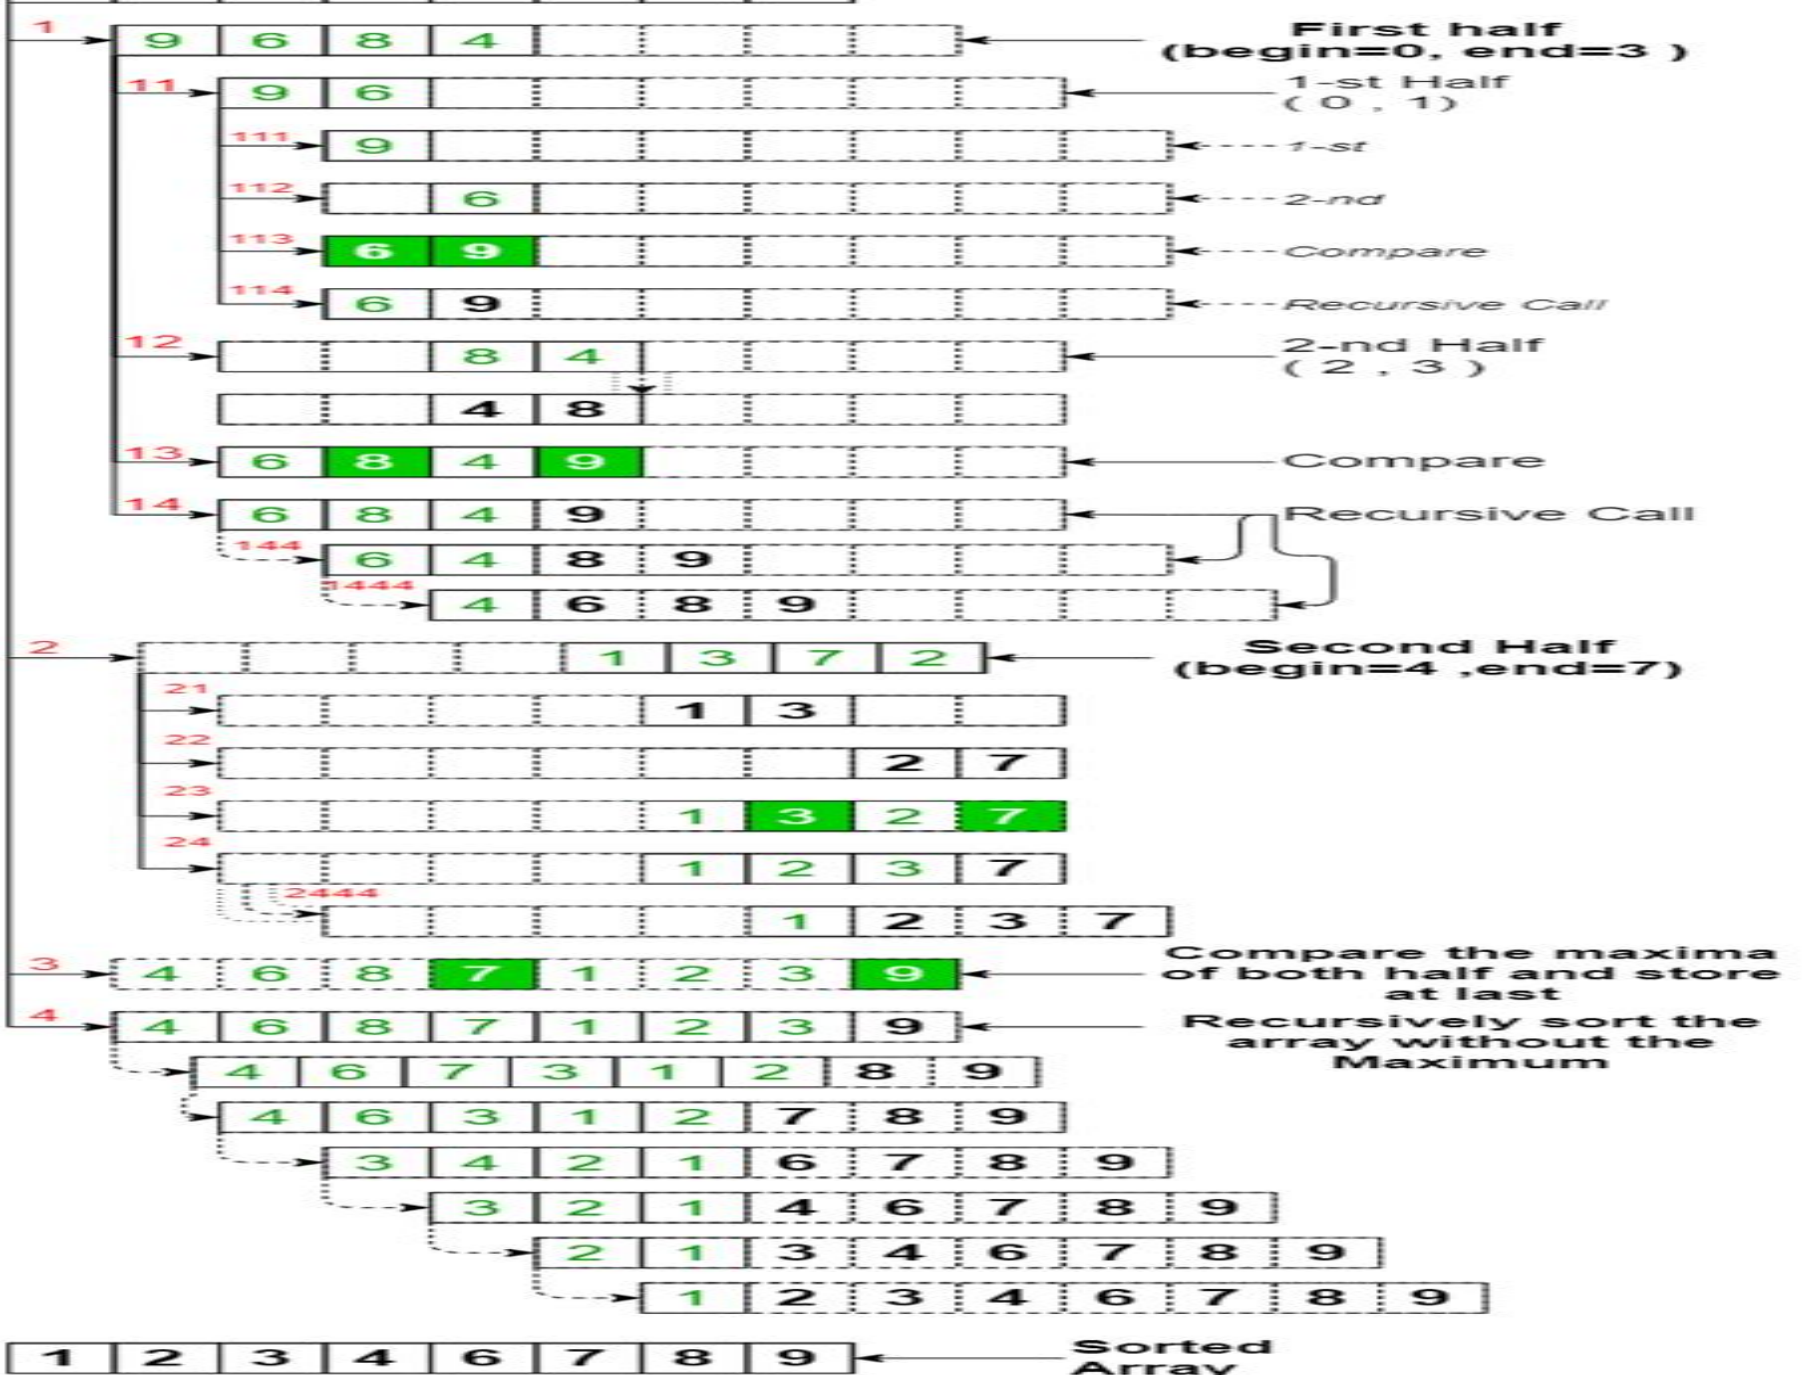 1
9 6 8 4
First half
(begin=0, end=3 )
11
9 6
1-st Half
( 0 , 1)
111
9
1-st
112
6
2-nd
113
6 9
Compare
114
6 9
Recursive Call
12
8 4
2-nd Half
( 2 , 3 )
4 8
13
6 8 4 9
Compare
14
6 8 4 9
Recursive Call
144
6 4 8 9
1444
4 6 8 9
2
1 3 7 2
Second Half
(begin=4 ,end=7)
21
1 3
22
2 7
23
1 3 2 7
24
1 2 3 7
2444
1 2 3 7
3
4 6 8 7 1 2 3 9
Compare the maxima
of both half and store
at last
4
4 6 8 7 1 2 3 9
Recursively sort the
array without the
Maximum
4 6 7 3 1 2 8 9
4 6 3 1 2 7 8 9
3 4 2 1 6 7 8 9
3 2 1 4 6 7 8 9
2 1 3 4 6 7 8 9
1 2 3 4 6 7 8 9
1 2 3 4 6 7 8 9
Sorted
Array